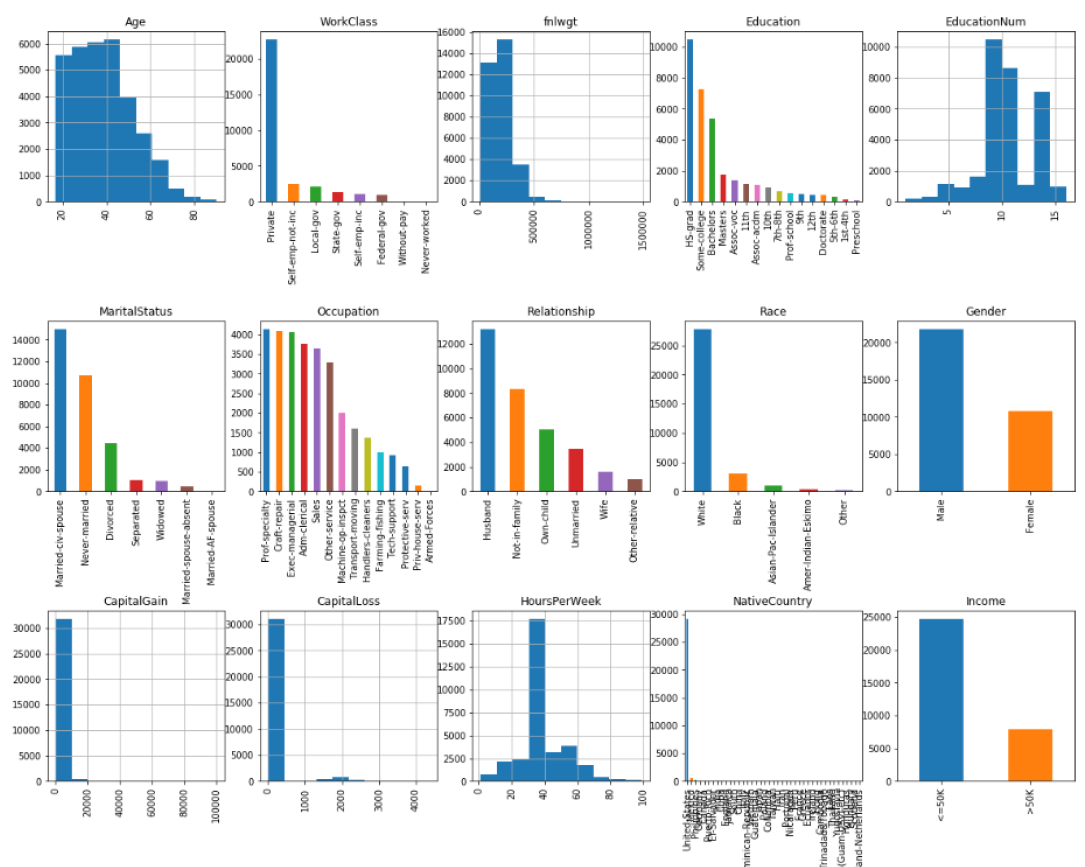 Age
6000
5000
4000
3000
2000
1000
0
20
40
60
80
WorkClass
20000
15000
10000
5000
0
Private
Self-emp-not-inc
Local-gov
State-gov
Self-emp-inc
Federal-gov
Without-pay
Never-worked
fnlwgt
16000
14000
12000
10000
8000
6000
4000
2000
0
0
500000
1000000
1500000
Education
10000
8000
6000
4000
2000
0
HS-grad
Some-college
Bachelors
Masters
Assoc-voc
11th
Assoc-acdm
10th
7th-8th
Prof-school
9th
12th
Doctorate
5th-6th
1st-4th
Preschool
EducationNum
10000
8000
6000
4000
2000
0
5
10
15
MaritalStatus
14000
12000
10000
8000
6000
4000
2000
0
Married-civ-spouse
Never-married
Divorced
Separated
Widowed
Married-spouse-absent
Married-AF-spouse
Occupation
4000
3500
3000
2500
2000
1500
1000
500
0
Prof-specialty
Craft-repair
Exec-managerial
Adm-clerical
Sales
Other-service
Machine-op-inspct
Transport-moving
Handlers-cleaners
Farming-fishing
Tech-support
Protective-serv
Priv-house-serv
Armed-Forces
Relationship
12000
10000
8000
6000
4000
2000
0
Husband
Not-in-family
Own-child
Unmarried
Wife
Other-relative
Race
25000
20000
15000
10000
5000
0
White
Black
Asian-Pac-Islander
Amer-Indian-Eskimo
Other
Gender
20000
15000
10000
5000
0
Male
Female
CapitalGain
30000
25000
20000
15000
10000
5000
0
0
20000
40000
60000
80000
100000
CapitalLoss
30000
25000
20000
15000
10000
5000
0
0
1000
2000
3000
4000
HoursPerWeek
17500
15000
12500
10000
7500
5000
2500
0
0
20
40
60
80
100
NativeCountry
30000
25000
20000
15000
10000
5000
0
United-States
Income
25000
20000
15000
10000
5000
0
<=50K
>50K